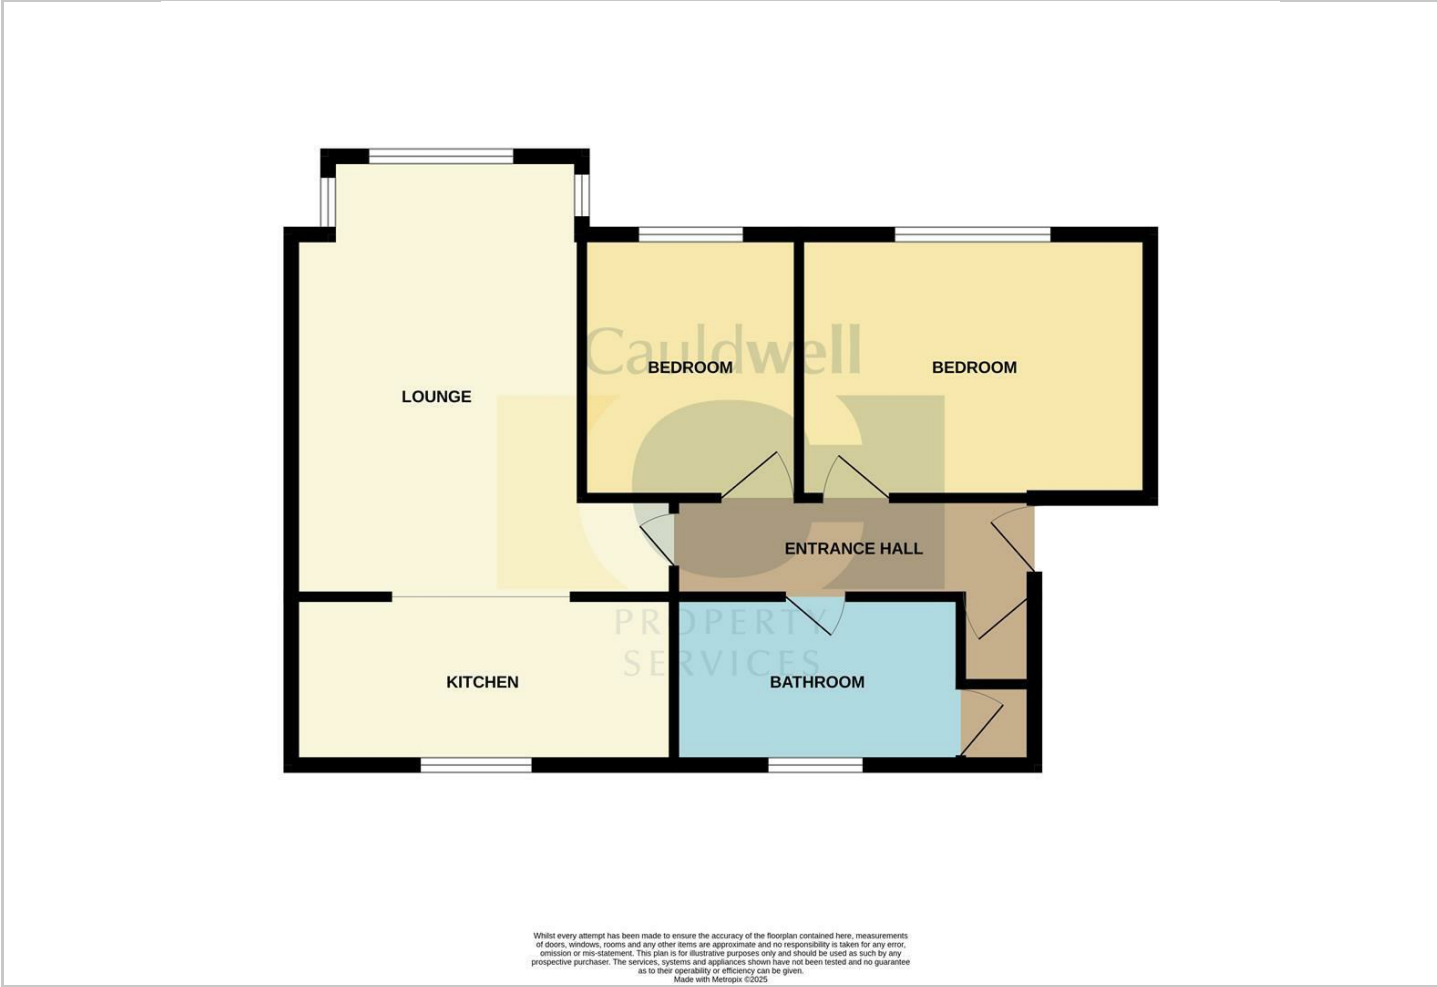 Cauldwell
BEDROOM
BEDROOM
LOUNGE
ENTRANCE HALL
PROPERTY
SERVICES
KITCHEN
BATHROOM
Whilst every attempt has been made to ensure the accuracy of the floorplan contained here, measurements
of doors, windows, rooms and any other items are approximate and no responsibility is taken for any error,
omission or mis-statement. This plan is for illustrative purposes only and should be used as such by any
prospective purchaser. The services, systems and appliances shown have not been tested and no guarantee
as to their operability or efficiency can be given.
Made with Metropix ©2025